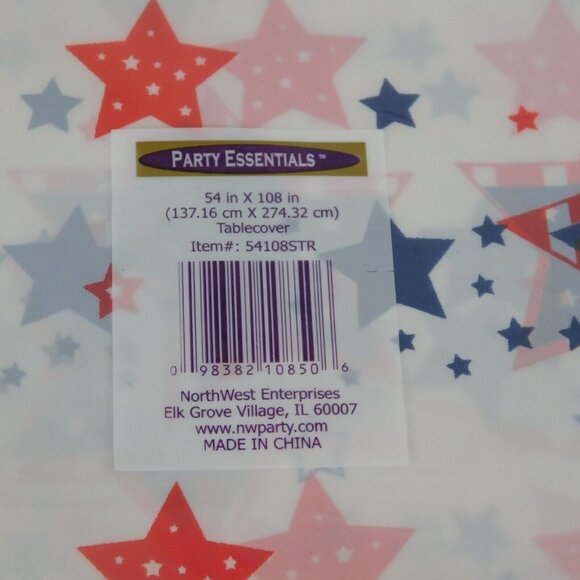 PARTY ESSENTIALS™
54 in X 108 in
(137.16 cm X 274.32 cm)
Tablecover
Item#: 54108STR
0 98382 10850 6
NorthWest Enterprises
Elk Grove Village, IL 60007
www.nwparty.com
MADE IN CHINA